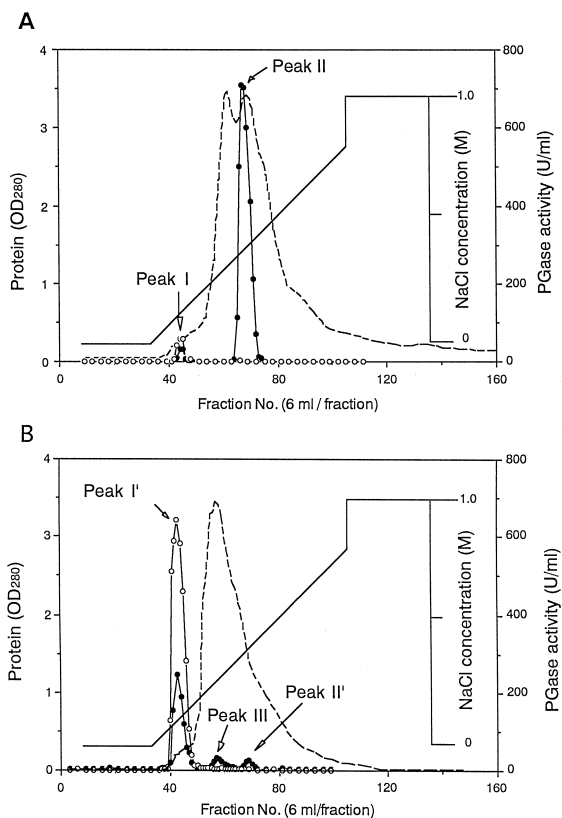 A
4
3
2
1
0
Protein (OD280)
Peak I
Peak II
1.0
0
NaCl concentration (M)
800
600
400
200
0
PGase activity (U/ml)
0
40
80
120
160
Fraction No. (6 ml / fraction)
B
4
3
2
1
0
Protein (OD280)
Peak I'
Peak III
Peak II'
1.0
0
NaCl concentration (M)
800
600
400
200
0
PGase activity (U/ml)
0
40
80
120
160
Fraction No. (6 ml/fraction)